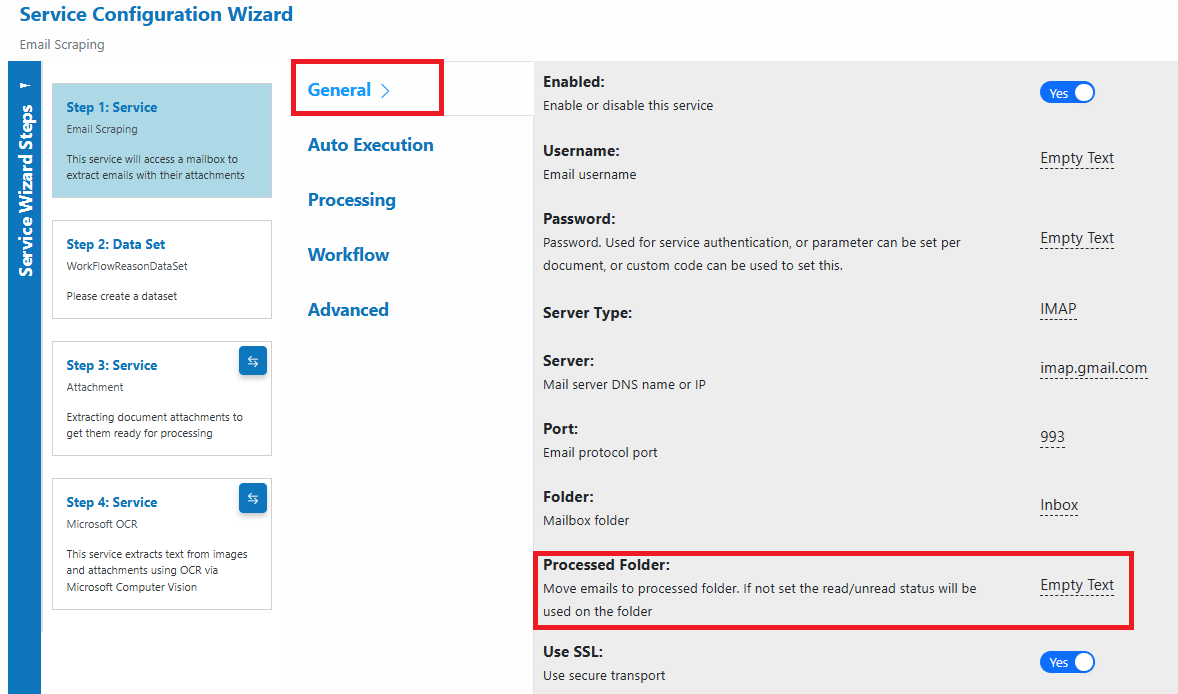 Service Configuration Wizard
Email Scraping
Service Wizard Steps
Step 1: Service
Email Scraping
This service will access a mailbox to
extract emails with their attachments
Step 2: Data Set
WorkFlowReasonDataSet
Please create a dataset
Step 3: Service
Attachment
Extracting document attachments to
get them ready for processing
Step 4: Service
Microsoft OCR
This service extracts text from images
and attachments using OCR via
Microsoft Computer Vision
General
Auto Execution
Processing
Workflow
Advanced
Enabled:
Enable or disable this service
Yes
Username:
Email username
Empty Text
Password:
Password. Used for service authentication, or parameter can be set per
document, or custom code can be used to set this.
Empty Text
Server Type:
IMAP
Server:
Mail server DNS name or IP
imap.gmail.com
Port:
Email protocol port
993
Folder:
Mailbox folder
Inbox
Processed Folder:
Move emails to processed folder. If not set the read/unread status will be
used on the folder
Empty Text
Use SSL:
Use secure transport
Yes